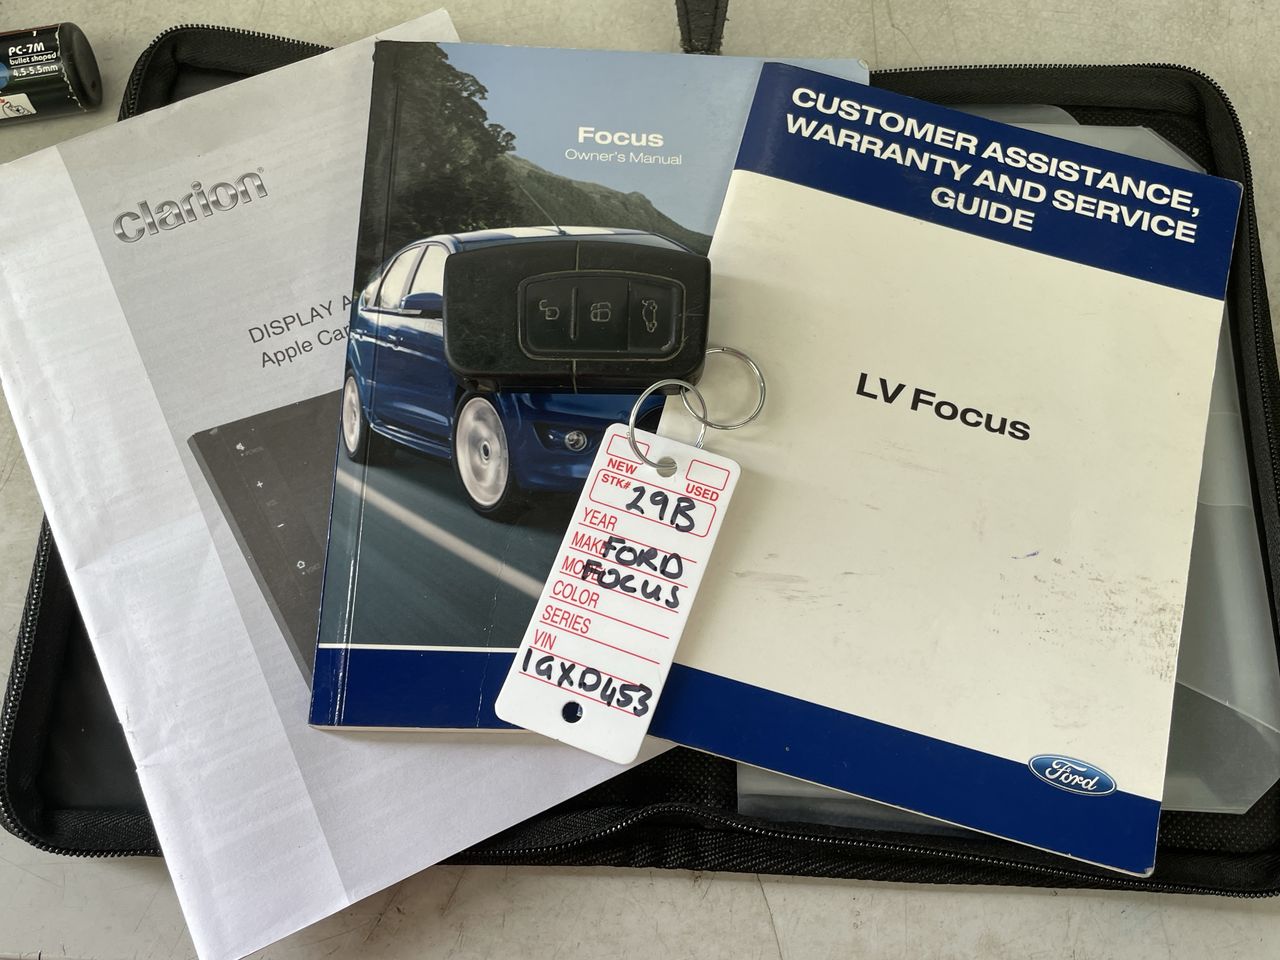 PC-7M
bullet shaped
4.5-5.5mm
clarion
DISPLAY A
Apple Car
Focus
Owner's Manual
CUSTOMER ASSISTANCE,
WARRANTY AND SERVICE
GUIDE
LV Focus
Ford
NEW
USED
STK# 29B
YEAR
MAKE FORD
MODEL FOCUS
COLOR
SERIES
VIN
1GXD453